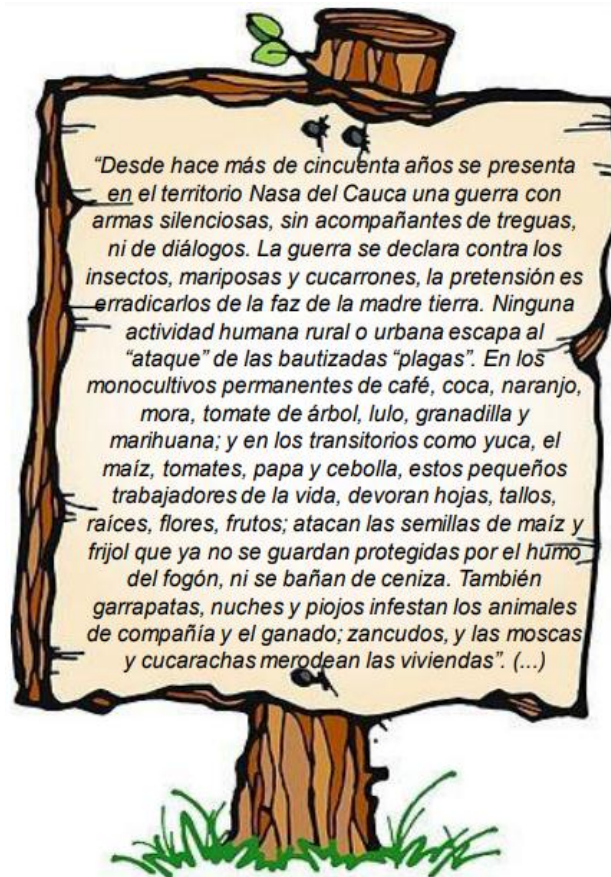 “Desde hace más de cincuenta años se presenta
en el territorio Nasa del Cauca una guerra con
armas silenciosas, sin acompañantes de treguas,
ni de diálogos. La guerra se declara contra los
insectos, mariposas y cucarrones, la pretensión es
erradicarlos de la faz de la madre tierra. Ninguna
actividad humana rural o urbana escapa al
“ataque” de las bautizadas “plagas”. En los
monocultivos permanentes de café, coca, naranjo,
mora, tomate de árbol, lulo, granadilla y
marihuana; y en los transitorios como yuca, el
maíz, tomates, papa y cebolla, estos pequeños
trabajadores de la vida, devoran hojas, tallos,
raíces, flores, frutos; atacan las semillas de maíz y
frijol que ya no se guardan protegidas por el humo
del fogón, ni se bañan de ceniza. También
garrapatas, nuches y piojos infestan los animales
de compañía y el ganado; zancudos, y las moscas
y cucarachas merodean las viviendas”. (...)